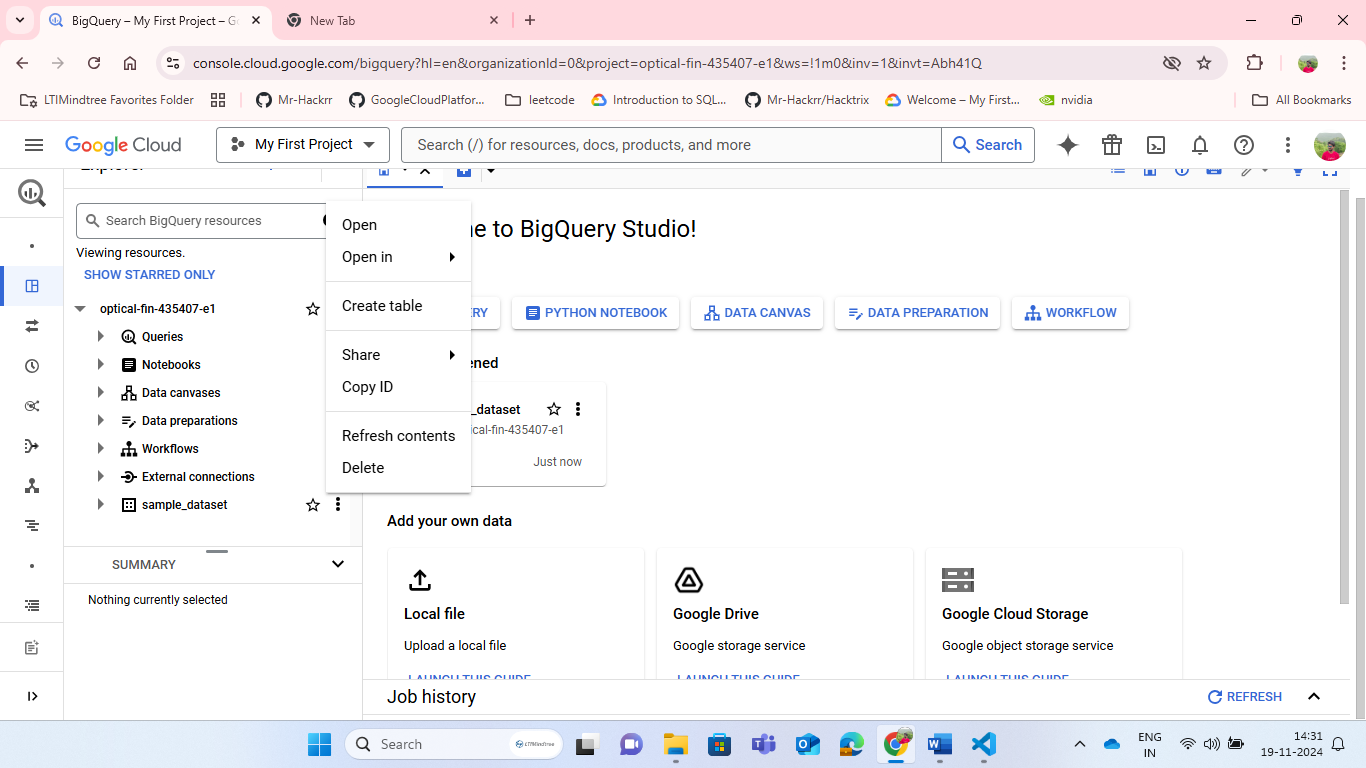 BigQuery – My First Project – Go
New Tab
console.cloud.google.com/bigquery?hl=en&organizationId=0&project=optical-fin-435407-e1&ws=!1m0&inv=1&invt=Abh41Q
LTIMindtree Favorites Folder
Mr-Hackrr
GoogleCloudPlatfor...
leetcode
Introduction to SQL...
Mr-Hackrr/Hacktrix
Welcome – My First...
nvidia
All Bookmarks
Google Cloud
My First Project
Search (/) for resources, docs, products, and more
Search
Explorer
Search BigQuery resources
Viewing resources.
SHOW STARRED ONLY
optical-fin-435407-e1
Queries
Notebooks
Data canvases
Data preparations
Workflows
External connections
sample_dataset
SUMMARY
Nothing currently selected
Open
Open in
Create table
Share
Copy ID
Refresh contents
Delete
e to BigQuery Studio!
RY
PYTHON NOTEBOOK
DATA CANVAS
DATA PREPARATION
WORKFLOW
ened
_dataset
ical-fin-435407-e1
Just now
Add your own data
Local file
Upload a local file
LAUNCH THIS GUIDE
Google Drive
Google storage service
LAUNCH THIS GUIDE
Google Cloud Storage
Google object storage service
LAUNCH THIS GUIDE
Job history
REFRESH
Search
LTIMindtree
ENG
IN
14:31
19-11-2024